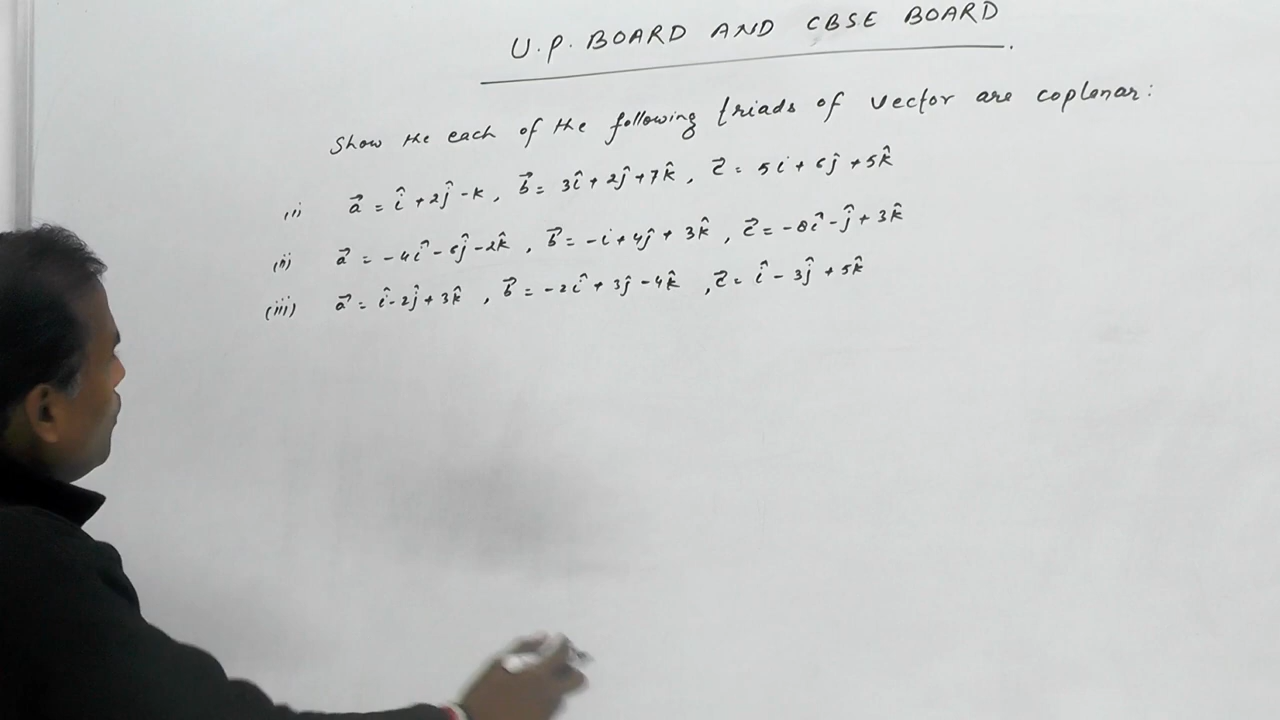 U.P. BOARD AND CBSE BOARD
Show the each of the following triads of vector are coplanar:
(i) a⃗ = î + 2ĵ - k, b⃗ = 3î + 2ĵ + 7k̂, c⃗ = 5i + 6ĵ + 5k̂
(ii) a⃗ = -4î - 6ĵ - 2k̂, b⃗ = -i + 4ĵ + 3k̂, c⃗ = -8î - ĵ + 3k̂
(iii) a⃗ = î - 2ĵ + 3k̂, b⃗ = -2î + 3ĵ - 4k̂, c⃗ = î - 3ĵ + 5k̂